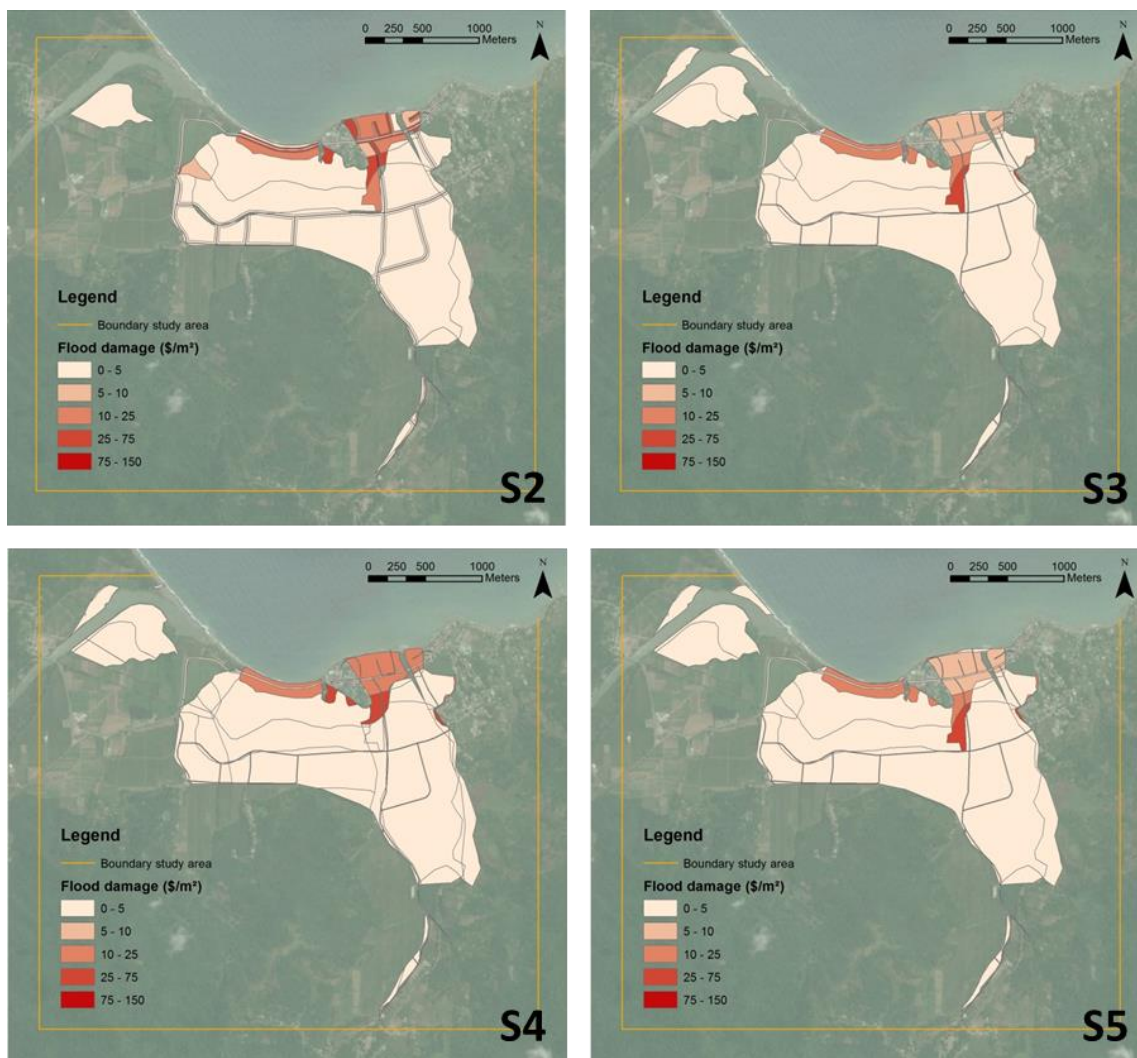 0 250 500 1000
Meters
N
Legend
Boundary study area
Flood damage ($/m²)
0 - 5
5 - 10
10 - 25
25 - 75
75 - 150
S2
0 250 500 1000
Meters
N
Legend
Boundary study area
Flood damage ($/m²)
0 - 5
5 - 10
10 - 25
25 - 75
75 - 150
S3
0 250 500 1000
Meters
N
Legend
Boundary study area
Flood damage ($/m²)
0 - 5
5 - 10
10 - 25
25 - 75
75 - 150
S4
0 250 500 1000
Meters
N
Legend
Boundary study area
Flood damage ($/m²)
0 - 5
5 - 10
10 - 25
25 - 75
75 - 150
S5